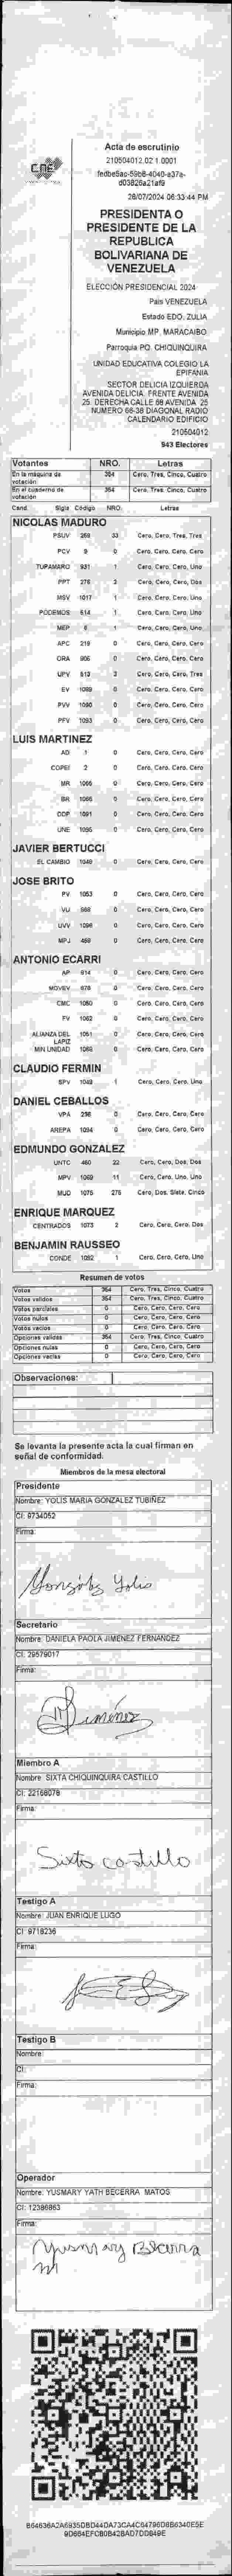 CNE
Acta de escrutinio
210504012.02.1.0001
fedbe5ac-59b8-4040-a37a-
d03826a21af9
28/07/2024 06:33:44 PM
PRESIDENTA O
PRESIDENTE DE LA
REPUBLICA
BOLIVARIANA DE
VENEZUELA
ELECCIÓN PRESIDENCIAL 2024
Pais VENEZUELA
Estado EDO. ZULIA
Municipio MP. MARACAIBO
Parroquia PQ. CHIQUINQUIRA
UNIDAD EDUCATIVA COLEGIO LA
EPIFANIA
SECTOR DELICIA IZQUIERDA
AVENIDA DELICIA. FRENTE AVENIDA
25. DERECHA CALLE 68 AVENIDA 25
NUMERO 66-38 DIAGONAL RADIO
CALENDARIO EDIFICIO
210504012
943 Electores
Votantes NRO. Letras
En la máquina de votación 354 Cero, Tres, Cinco, Cuatro
En el cuaderno de votación 354 Cero, Tres, Cinco, Cuatro
Cand. Sigla Código NRO. Letras
NICOLAS MADURO
PSUV 268 33 Cero, Cero, Tres, Tres
PCV 9 0 Cero, Cero, Cero, Cero
TUPAMARO 931 1 Cero, Cero, Cero, Uno
PPT 276 2 Cero, Cero, Cero, Dos
MSV 1017 1 Cero, Cero, Cero, Uno
PODEMOS 614 1 Cero, Cero, Cero, Uno
MEP 6 1 Cero, Cero, Cero, Uno
APC 219 0 Cero, Cero, Cero, Cero
ORA 906 0 Cero, Cero, Cero, Cero
UPV 513 3 Cero, Cero, Cero, Tres
EV 1089 0 Cero, Cero, Cero, Cero
PVV 1090 0 Cero, Cero, Cero, Cero
PFV 1093 0 Cero, Cero, Cero, Cero
LUIS MARTINEZ
AD 1 0 Cero, Cero, Cero, Cero
COPEI 2 0 Cero, Cero, Cero, Cero
MR 1066 0 Cero, Cero, Cero, Cero
BR 0 Cero, Cero, Cero, Cero
DDP 1091 0 Cero, Cero, Cero, Cero
UNE 1095 0 Cero, Cero, Cero, Cero
JAVIER BERTUCCI
EL CAMBIO 1049 0 Cero, Cero, Cero, Cero
JOSE BRITO
PV 1053 0 Cero, Cero, Cero, Cero
VU 988 0 Cero, Cero, Cero, Cero
UVV 1096 0 Cero, Cero, Cero, Cero
MPJ 469 0 Cero, Cero, Cero, Cero
ANTONIO ECARRI
AP 914 0 Cero, Cero, Cero, Cero
MOVEV 978 0 Cero, Cero, Cero, Cero
CMC 1050 0 Cero, Cero, Cero, Cero
FV 1062 0 Cero, Cero, Cero, Cero
ALIANZA DEL LAPIZ 1051 0 Cero, Cero, Cero, Cero
MIN UNIDAD 1068 0 Cero, Cero, Cero, Cero
CLAUDIO FERMIN
SPV 1042 1 Cero, Cero, Cero, Uno
DANIEL CEBALLOS
VPA 298 0 Cero, Cero, Cero, Cero
AREPA 1094 0 Cero, Cero, Cero, Cero
EDMUNDO GONZALEZ
UNTC 460 22 Cero, Cero, Dos, Dos
MPV 1069 11 Cero, Cero, Uno, Uno
MUD 1075 275 Cero, Dos, Siete, Cinco
ENRIQUE MARQUEZ
CENTRADOS 1073 2 Cero, Cero, Cero, Dos
BENJAMIN RAUSSEO
CONDE 1092 1 Cero, Cero, Cero, Uno
Resumen de votos
Votos 354 Cero, Tres, Cinco, Cuatro
Votos validos 354 Cero, Tres, Cinco, Cuatro
Votos parciales 0 Cero, Cero, Cero, Cero
Votos nulos 0 Cero, Cero, Cero, Cero
Votos vacios 0 Cero, Cero, Cero, Cero
Opciones validas 354 Cero, Tres, Cinco, Cuatro
Opciones nulas 0 Cero, Cero, Cero, Cero
Opciones vacias 0 Cero, Cero, Cero, Cero
Observaciones:
Se levanta la presente acta la cual firman en
señal de conformidad.
Miembros de la mesa electoral
Presidente
Nombre: YOLIS MARIA GONZALEZ TUBIÑEZ
CI: 9734052
Firma:
González Yolis
Secretario
Nombre: DANIELA PAOLA JIMENEZ FERNANDEZ
CI: 29579017
Firma:
Jiménez
Miembro A
Nombre: SIXTA CHIQUINQUIRA CASTILLO
CI: 22168078
Firma:
Sixta castillo
Testigo A
Nombre: JUAN ENRIQUE LUGO
CI: 9718236
Firma:
Testigo B
Nombre:
CI:
Firma:
Operador
Nombre: YUSMARY YATH BECERRA MATOS
CI: 12386863
Firma:
Yusmary Becerra
M
B64636A2A6935DBD44DA73CA4C64796D8B6340E5E
9D664EFCB0B42BAD7DD849E